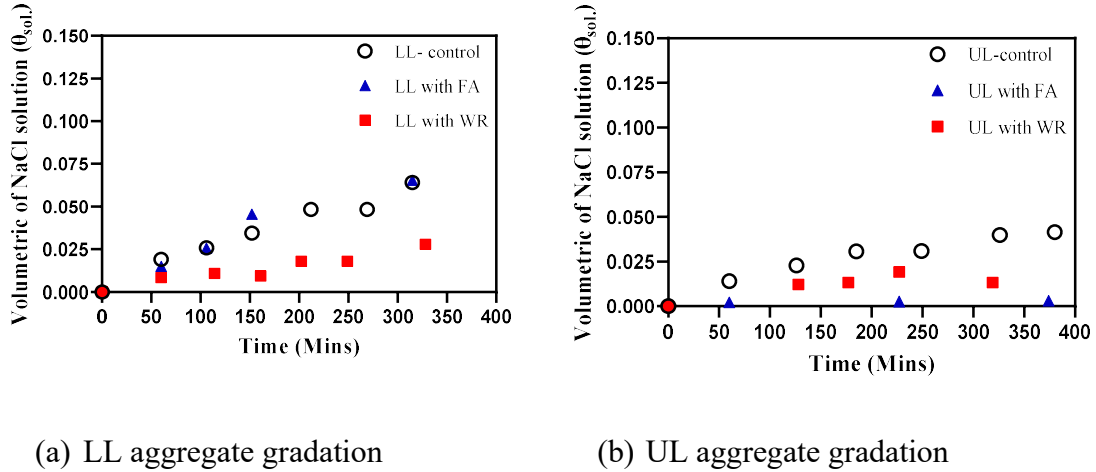 Volumetric of NaCl solution (θsol.)
0.150
0.125
0.100
0.075
0.050
0.025
0.000
LL- control
LL with FA
LL with WR
0 50 100 150 200 250 300 350 400
Time (Mins)
(a) LL aggregate gradation
Volumetric of NaCl solution (θsol.)
0.150
0.125
0.100
0.075
0.050
0.025
0.000
UL-control
UL with FA
UL with WR
0 50 100 150 200 250 300 350 400
Time (Mins)
(b) UL aggregate gradation